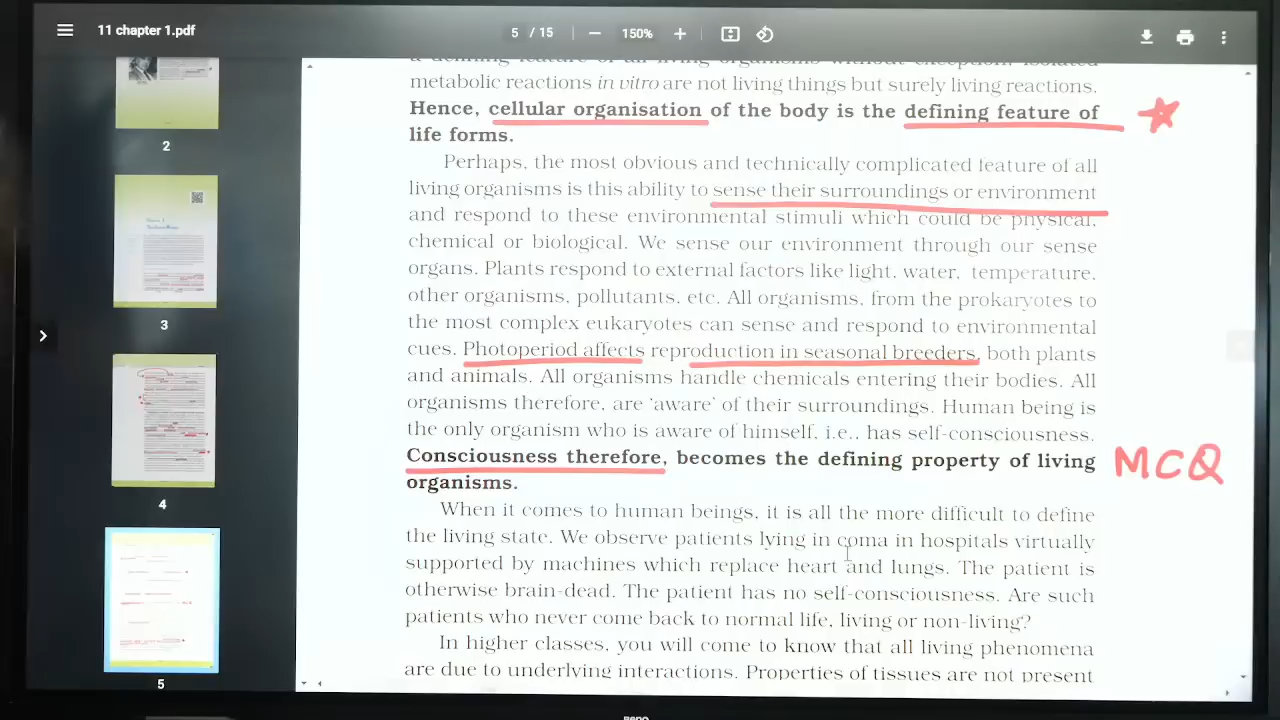 11 chapter 1.pdf
5 / 15
150%
metabolic reactions in vitro are not living things but surely living reactions.
Hence, cellular organisation of the body is the defining feature of
life forms.
Perhaps, the most obvious and technically complicated feature of all
living organisms is this ability to sense their surroundings or environment
and respond to these environmental stimuli which could be physical,
chemical or biological. We sense our environment through our sense
organs. Plants respond to external factors like light, water, temperature,
other organisms, pollutants, etc. All organisms, from the prokaryotes to
the most complex eukaryotes can sense and respond to environmental
cues. Photoperiod affects reproduction in seasonal breeders, both plants
animals. All organisms handle chemicals entering their bodies. All
organisms therefore, are 'aware' of their surroundings. Human being is
only organism who is aware of himself, i.e., has self-consciousness.
Consciousness therefore, becomes the defining property of living
organisms.
MCQ
When it comes to human beings, it is all the more difficult to define
the living state. We observe patients lying in coma in hospitals virtually
supported by machines which replace heart and lungs. The patient is
otherwise brain-dead. The patient has no self-consciousness. Are such
patients who never come back to normal life, living or non-living?
In higher classes, you will come to know that all living phenomena
are due to underlying interactions. Properties of tissues are not present
2
3
4
5